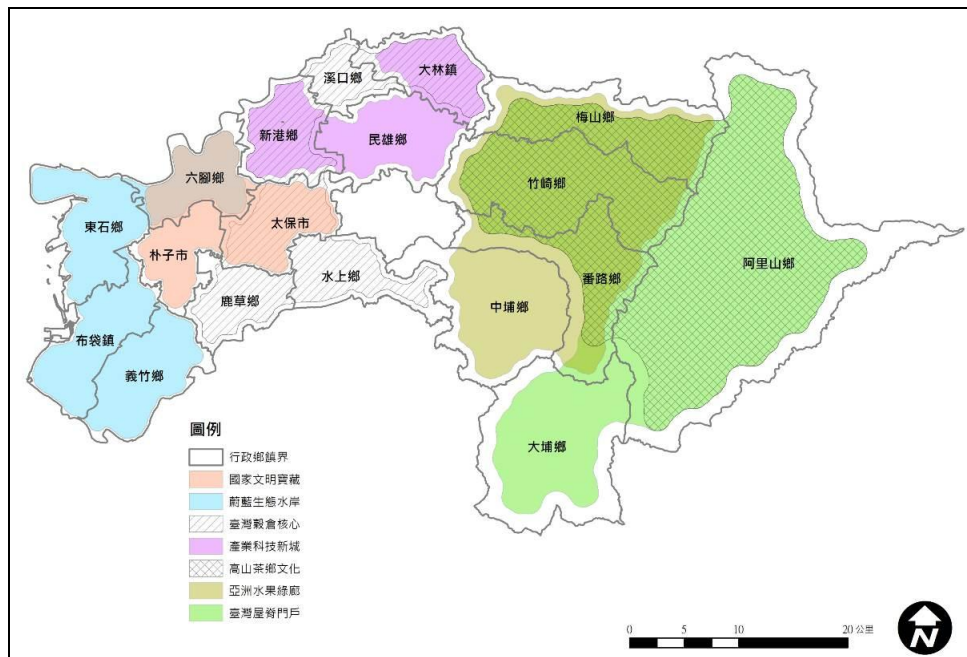 溪口鄉
大林鎮
梅山鄉
新港鄉
民雄鄉
六腳鄉
竹崎鄉
東石鄉
太保市
朴子市
阿里山鄉
水上鄉
番路鄉
鹿草鄉
中埔鄉
布袋鎮
義竹鄉
大埔鄉
圖例
行政鄉鎮界
國家文明寶藏
蔚藍生態水岸
臺灣穀倉核心
產業科技新城
高山茶鄉文化
亞洲水果綠廊
臺灣屋脊門戶
0 5 10 20 公里
N